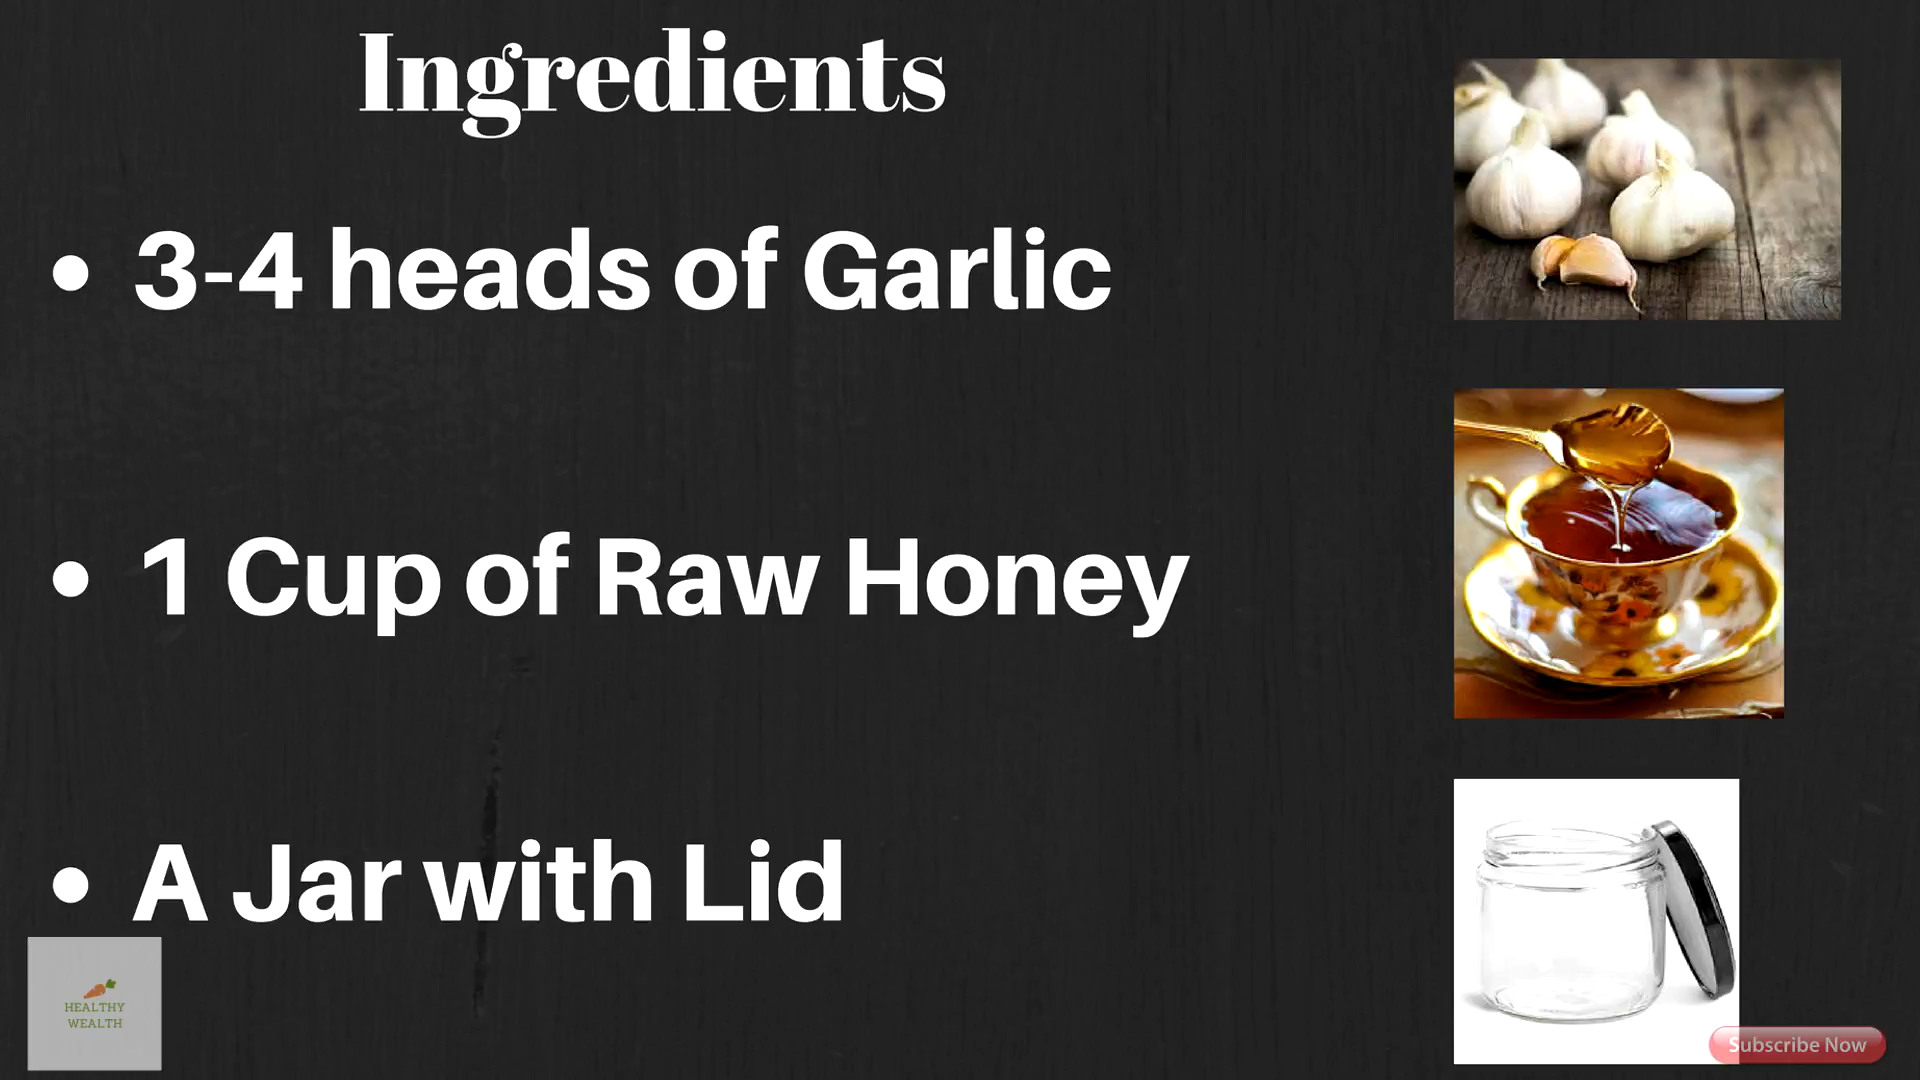 Ingredients
• 3-4 heads of Garlic
• 1 Cup of Raw Honey
• A Jar with Lid
HEALTHY
WEALTH
Subscribe Now